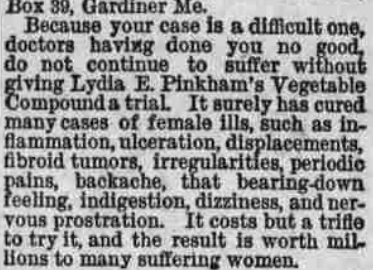 Box 39, Gardiner Me.
Because your case is a difficult one,
doctors having done you no good,
do not continue to suffer without
giving Lydia E. Pinkham's Vegetable
Compound a trial. It surely has cured
many cases of female ills, such as in-
flammation, ulceration, displacements,
fibroid tumors, irregularities, periodic
pains, backache, that bearing-down
feeling, indigestion, dizziness, and ner-
vous prostration. It costs but a trifle
to try it, and the result is worth mil-
lions to many suffering women.